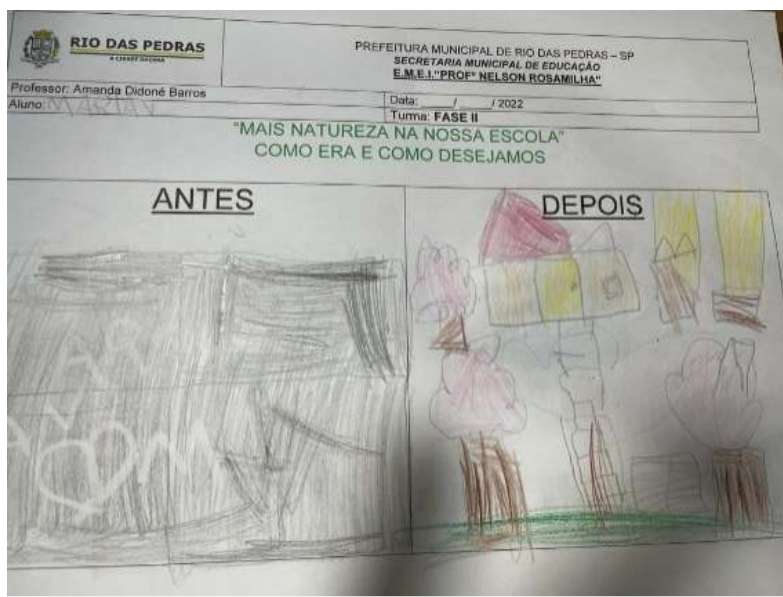 RIO DAS PEDRAS
PREFEITURA MUNICIPAL DE RIO DAS PEDRAS – SP
SECRETARIA MUNICIPAL DE EDUCAÇÃO
E.M.E.I."PROFº NELSON ROSAMILHA"
Professor: Amanda Didoné Barros
Data: ____/____/ 2022
Aluno:
Turma: FASE II
"MAIS NATUREZA NA NOSSA ESCOLA"
COMO ERA E COMO DESEJAMOS
ANTES
DEPOIS